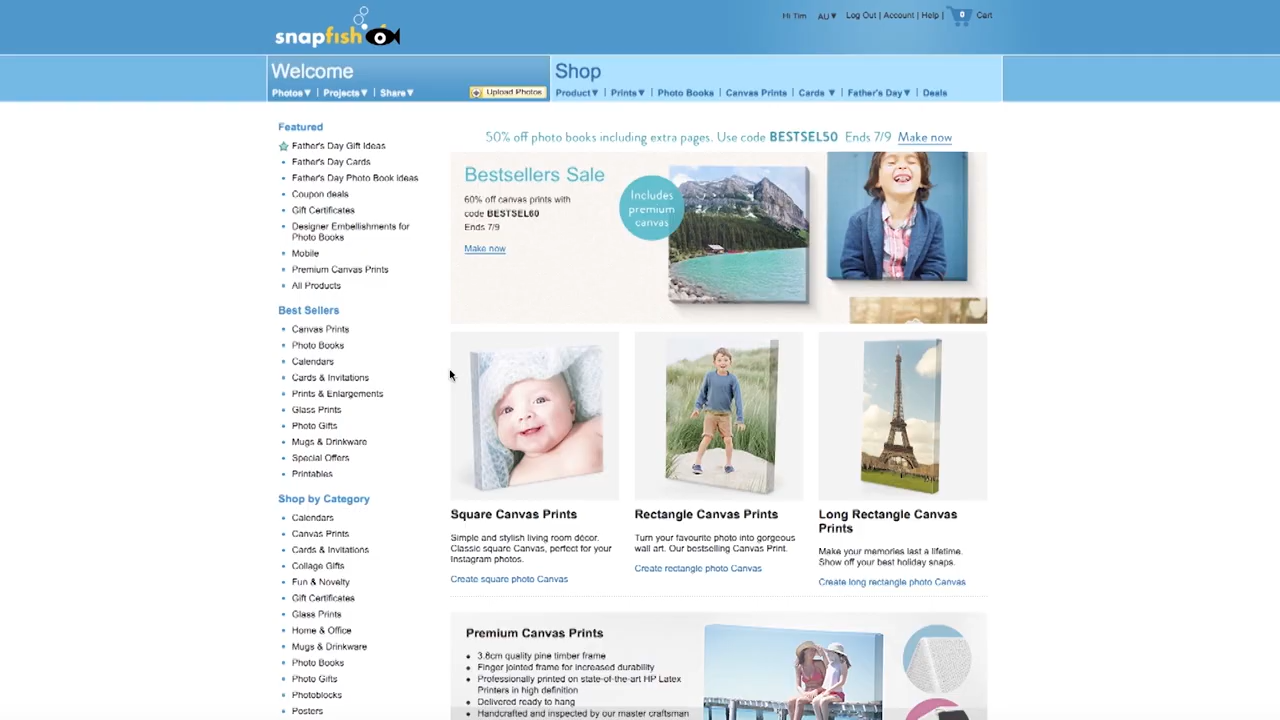 Hi Tim AU▼ Log Out | Account | Help | 0 Cart
snapfish
Welcome
Photos▼ | Projects▼ | Share▼ Upload Photos
Shop
Product▼ | Prints▼ | Photo Books | Canvas Prints | Cards ▼ | Father's Day▼ | Deals
Featured
Father's Day Gift Ideas
Father's Day Cards
Father's Day Photo Book Ideas
Coupon deals
Gift Certificates
Designer Embellishments for
Photo Books
Mobile
Premium Canvas Prints
All Products
Best Sellers
Canvas Prints
Photo Books
Calendars
Cards & Invitations
Prints & Enlargements
Glass Prints
Photo Gifts
Mugs & Drinkware
Special Offers
Printables
Shop by Category
Calendars
Canvas Prints
Cards & Invitations
Collage Gifts
Fun & Novelty
Gift Certificates
Glass Prints
Home & Office
Mugs & Drinkware
Photo Books
Photo Gifts
Photoblocks
Posters
50% off photo books including extra pages. Use code BESTSEL50 Ends 7/9 Make now
Bestsellers Sale
60% off canvas prints with
code BESTSEL60
Ends 7/9
Make now
Includes
premium
canvas
Square Canvas Prints
Simple and stylish living room décor.
Classic square Canvas, perfect for your
Instagram photos.
Create square photo Canvas
Rectangle Canvas Prints
Turn your favourite photo into gorgeous
wall art. Our bestselling Canvas Print.
Create rectangle photo Canvas
Long Rectangle Canvas
Prints
Make your memories last a lifetime.
Show off your best holiday snaps.
Create long rectangle photo Canvas
Premium Canvas Prints
3.8cm quality pine timber frame
Finger jointed frame for increased durability
Professionally printed on state-of-the-art HP Latex
Printers in high definition
Delivered ready to hang
Handcrafted and inspected by our master craftsman